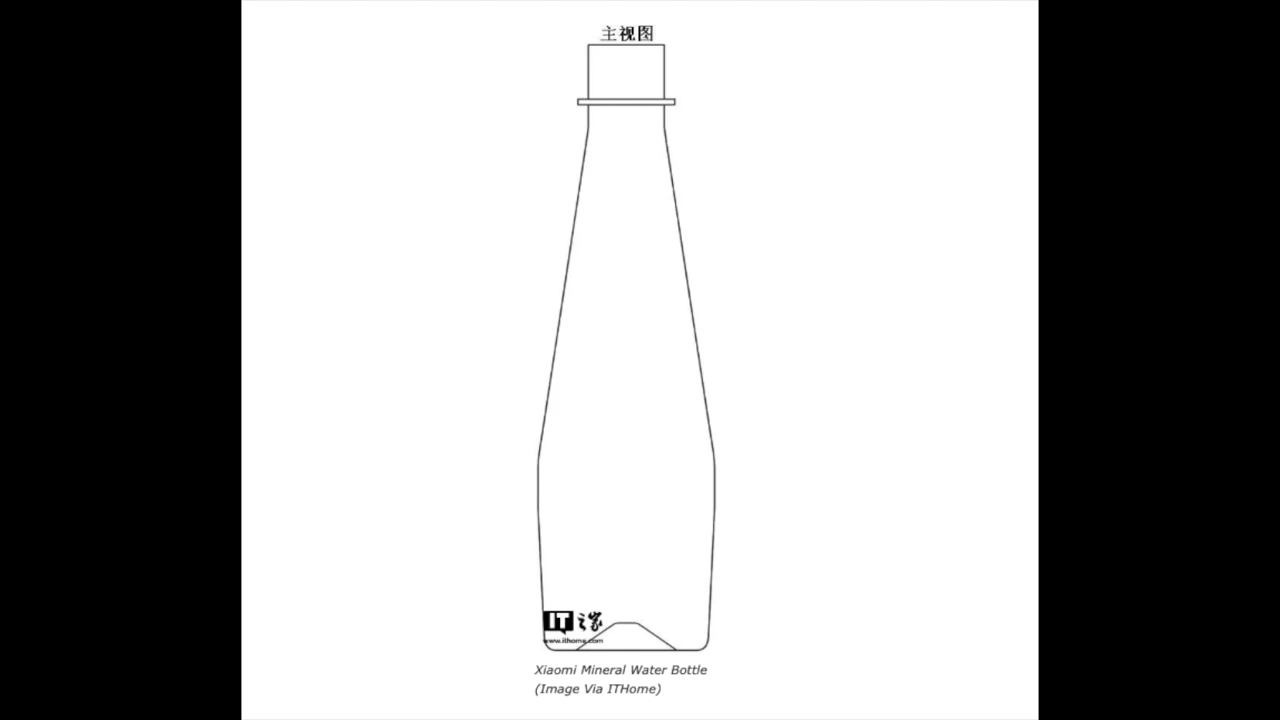 主视图
IT之家
www.ithome.com
Xiaomi Mineral Water Bottle
(Image Via ITHome)